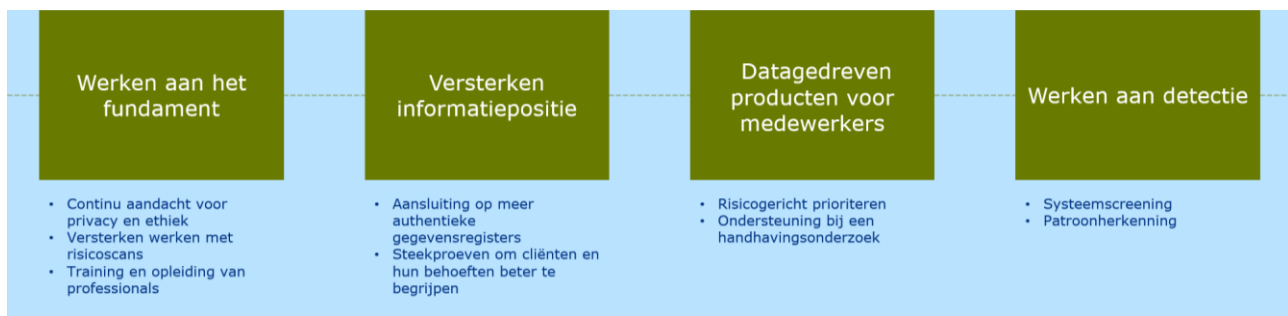 Werken aan het
fundament
• Continu aandacht voor
privacy en ethiek
• Versterken werken met
risicoscans
• Training en opleiding van
professionals
Versterken
informatiepositie
• Aansluiting op meer
authentieke
gegevensregisters
• Steekproeven om cliënten en
hun behoeften beter te
begrijpen
Datagedreven
producten voor
medewerkers
• Risicogericht prioriteren
• Ondersteuning bij een
handhavingsonderzoek
Werken aan detectie
• Systeemscreening
• Patroonherkenning